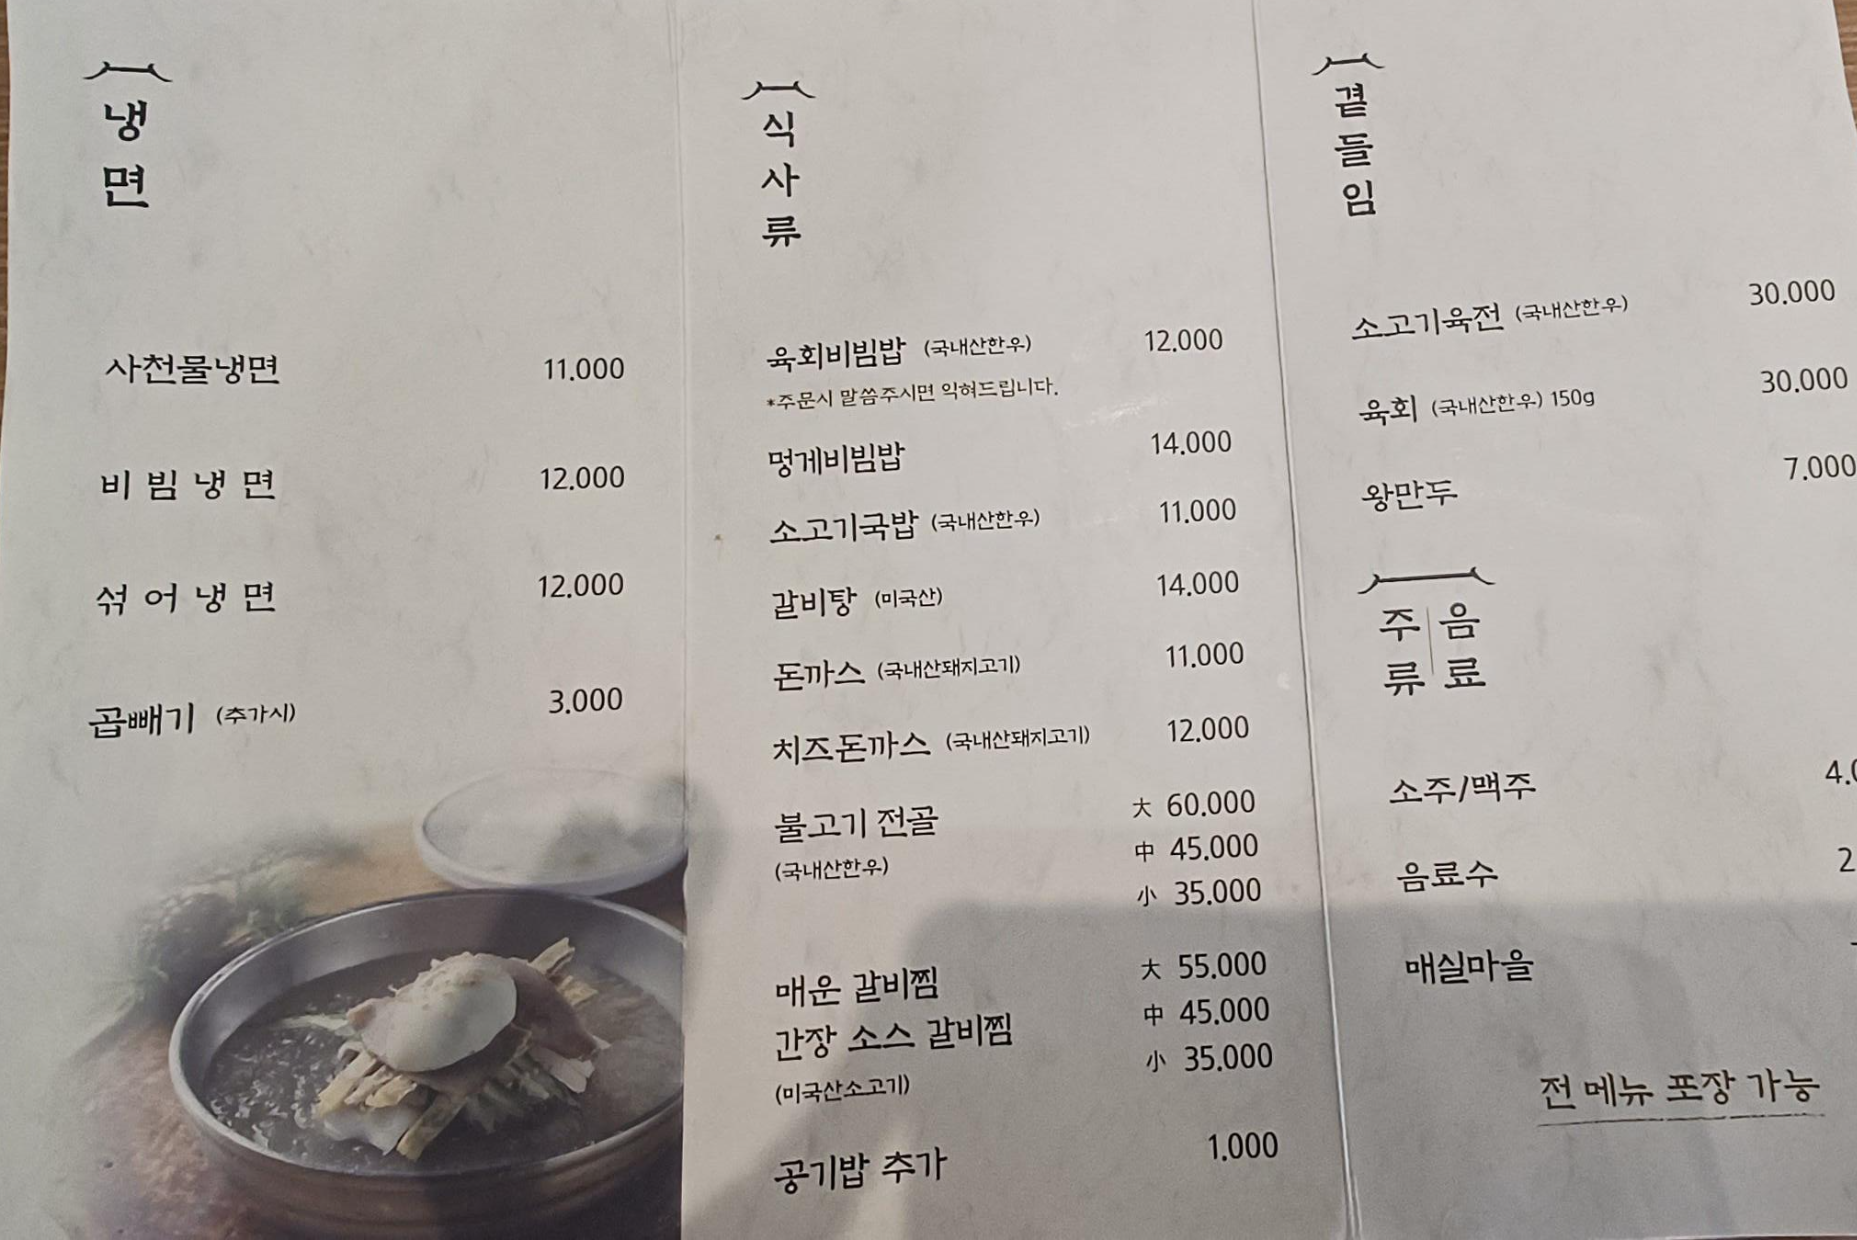 냉면
사천물냉면 11.000
비빔냉면 12.000
섞어냉면 12.000
곱빼기 (추가시) 3.000
식사류
육회비빔밥 (국내산한우) 12.000
*주문시 말씀주시면 익혀드립니다.
멍게비빔밥 14.000
소고기국밥 (국내산한우) 11.000
갈비탕 (미국산) 14.000
돈까스 (국내산돼지고기) 11.000
치즈돈까스 (국내산돼지고기) 12.000
불고기 전골 大 60.000
(국내산한우) 中 45.000
小 35.000
매운 갈비찜 大 55.000
간장 소스 갈비찜 中 45.000
(미국산소고기) 小 35.000
공기밥 추가 1.000
곁들임
소고기육전 (국내산한우) 30.000
육회 (국내산한우) 150g 30.000
왕만두 7.000
주류 음료
소주/맥주
음료수
매실마을
전 메뉴 포장 가능